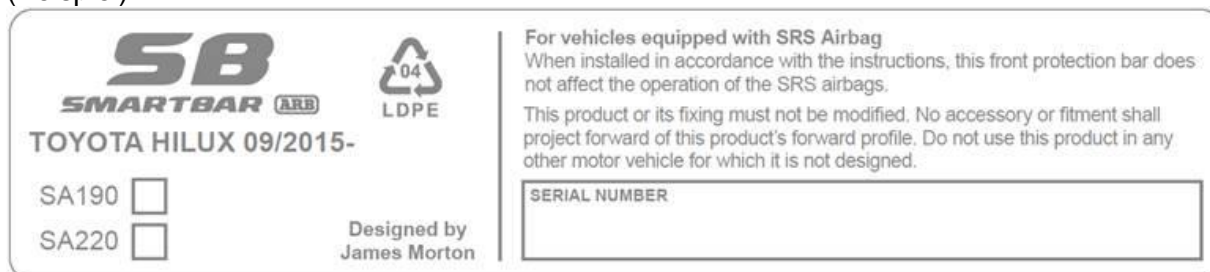 SB
SMARTBAR ARB
04
LDPE
TOYOTA HILUX 09/2015-
SA190
SA220
Designed by
James Morton
For vehicles equipped with SRS Airbag
When installed in accordance with the instructions, this front protection bar does
not affect the operation of the SRS airbags.
This product or its fixing must not be modified. No accessory or fitment shall
project forward of this product's forward profile. Do not use this product in any
other motor vehicle for which it is not designed.
SERIAL NUMBER